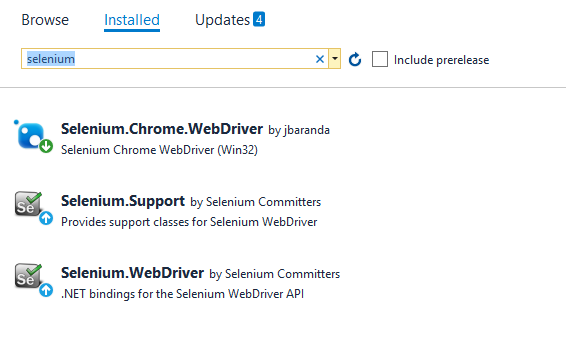 Browse Installed Updates 4
selenium Include prerelease
Selenium.Chrome.WebDriver by jbaranda
Selenium Chrome WebDriver (Win32)
Se
Selenium.Support by Selenium Committers
Provides support classes for Selenium WebDriver
Se
Selenium.WebDriver by Selenium Committers
.NET bindings for the Selenium WebDriver API